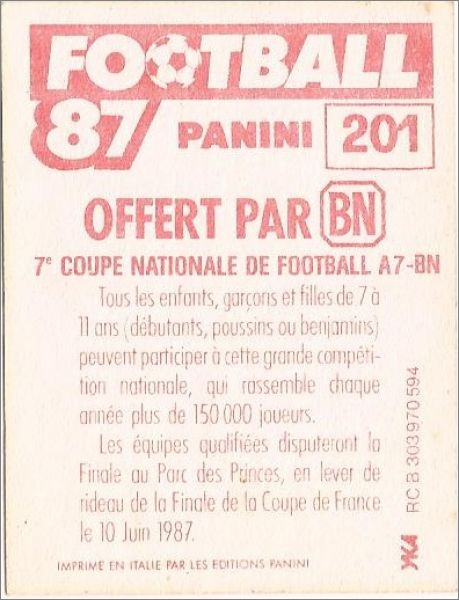 FOOTBALL
87 PANINI 201
OFFERT PAR BN
7e COUPE NATIONALE DE FOOTBALL A7-BN
Tous les enfants, garçons et filles de 7 à
11 ans (débutants, poussins ou benjamins)
peuvent participer à cette grande compéti-
tion nationale, qui rassemble chaque
année plus de 150 000 joueurs.
Les équipes qualifiées disputeront la
Finale au Parc des Princes, en lever de
rideau de la Finale de la Coupe de France
le 10 Juin 1987.
IMPRIMÉ EN ITALIE PAR LES EDITIONS PANINI
RC B 303 970 594